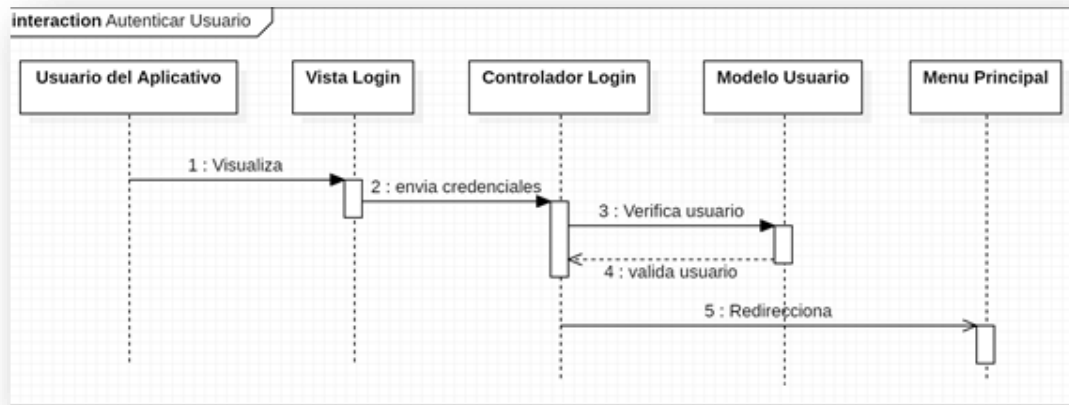 interaction Autenticar Usuario
Usuario del Aplicativo
Vista Login
Controlador Login
Modelo Usuario
Menu Principal
1 : Visualiza
2 : envia credenciales
3 : Verifica usuario
4 : valida usuario
5 : Redirecciona